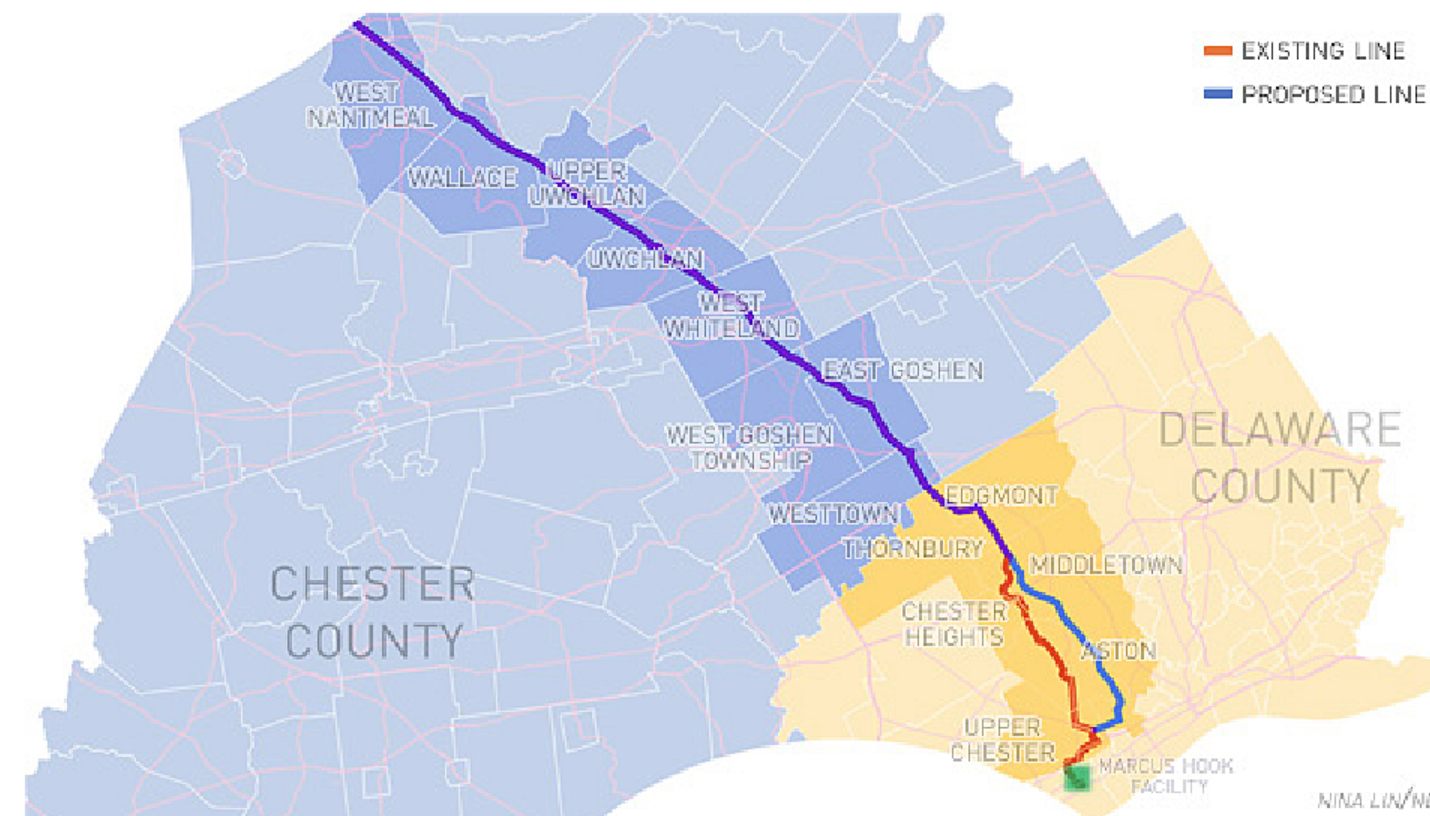 EXISTING LINE
PROPOSED LINE
WEST
NANTMEAL
WALLACE
UPPER
UWCHLAN
UWCHLAN
WEST
WHITELAND
EAST GOSHEN
WEST GOSHEN
TOWNSHIP
DELAWARE
COUNTY
EDGMONT
WESTTOWN
THORNBURY
MIDDLETOWN
CHESTER
COUNTY
CHESTER
HEIGHTS
ASTON
UPPER
CHESTER
MARCUS HOOK
FACILITY
NINA LIN/